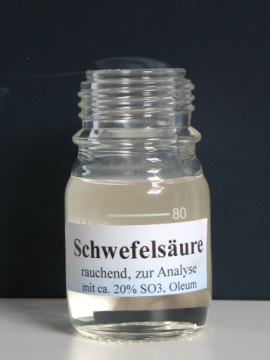 80
Schwefelsäure
rauchend, zur Analyse
mit ca. 20% SO3, Oleum